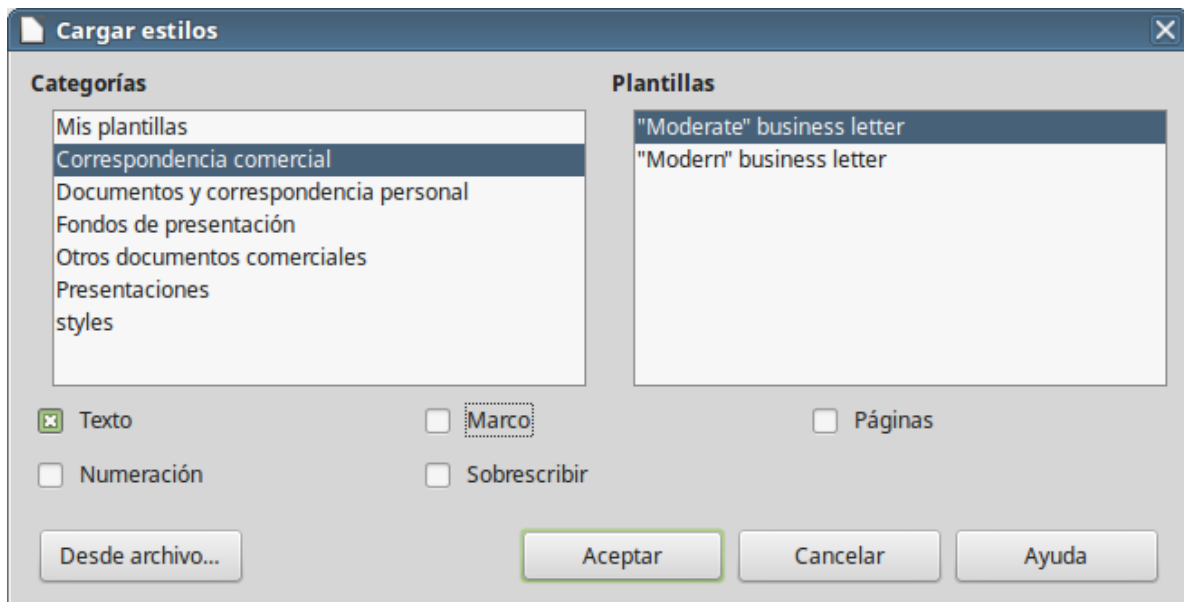 Cargar estilos
Categorías
Mis plantillas
Correspondencia comercial
Documentos y correspondencia personal
Fondos de presentación
Otros documentos comerciales
Presentaciones
styles
Plantillas
"Moderate" business letter
"Modern" business letter
Texto
Marco
Páginas
Numeración
Sobrescribir
Desde archivo...
Aceptar
Cancelar
Ayuda